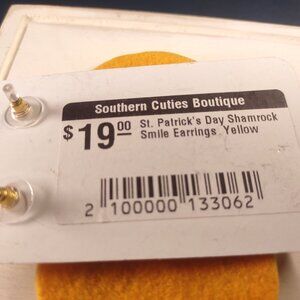 Southern Cuties Boutique
$19.00 St. Patrick's Day Shamrock
Smile Earrings Yellow
2 100000 133062